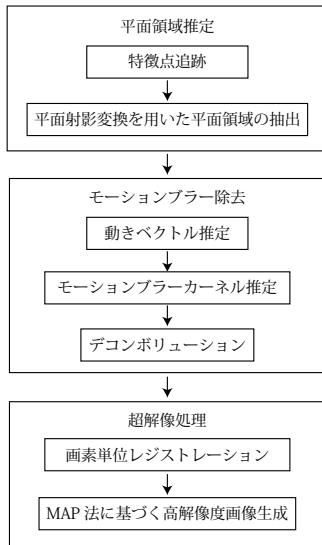 平面領域推定
特徴点追跡
平面射影変換を用いた平面領域の抽出
モーションブラー除去
動きベクトル推定
モーションブラーカーネル推定
デコンボリューション
超解像処理
画素単位レジストレーション
MAP 法に基づく高解像度画像生成